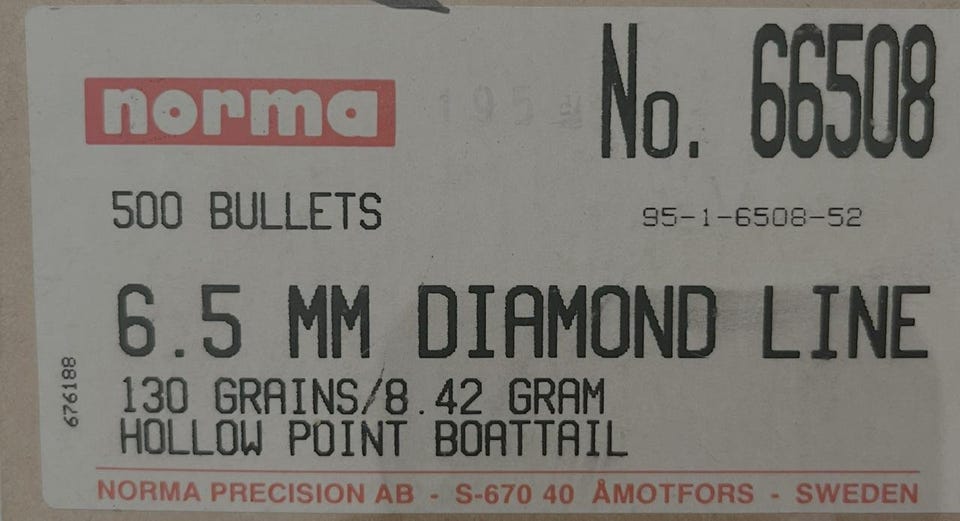 norma
No. 66508
500 BULLETS
95-1-6508-52
6.5 MM DIAMOND LINE
130 GRAINS/8.42 GRAM
HOLLOW POINT BOATTAIL
676188
NORMA PRECISION AB - S-670 40 ÅMOTFORS - SWEDEN